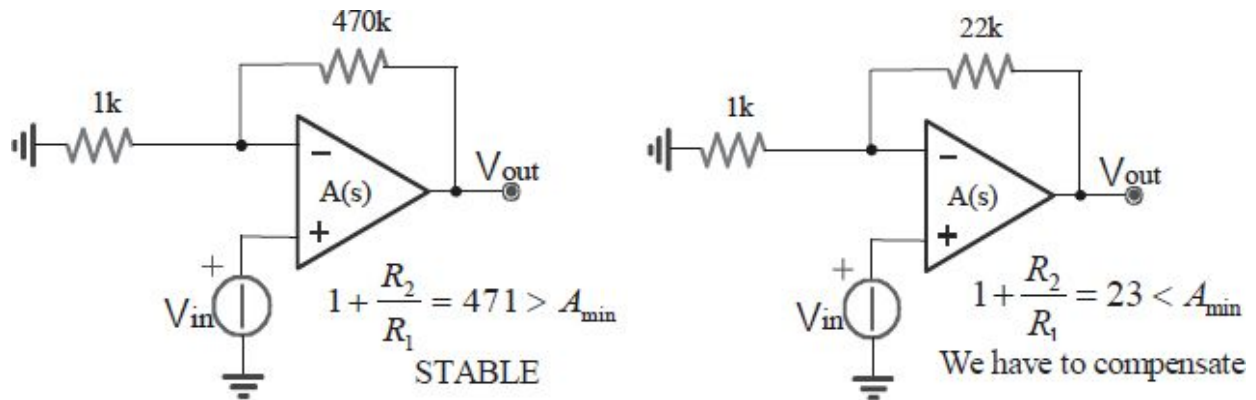 470k
1k
−
A(s)
+
Vout
+
Vin
1 + R2/R1 = 471 > Amin
STABLE
22k
1k
−
A(s)
+
Vout
+
Vin
1 + R2/R1 = 23 < Amin
We have to compensate